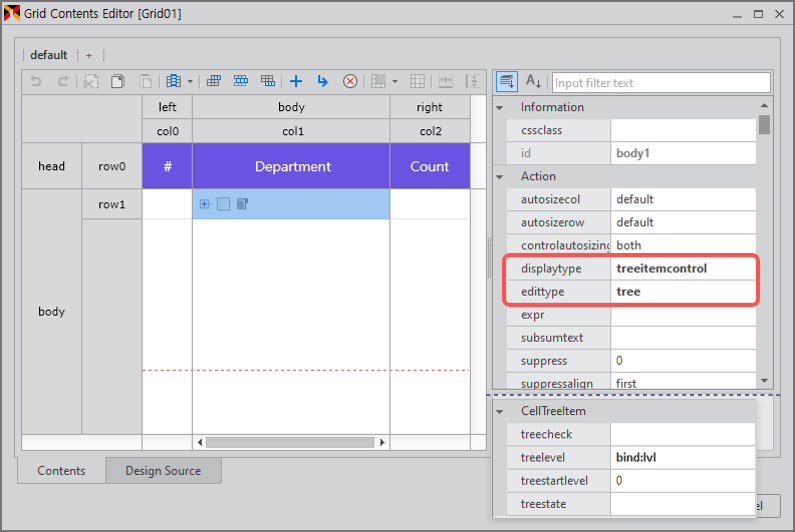 Grid Contents Editor [Grid01]
default +
Input filter text
left body right
col0 col1 col2
head row0 # Department Count
row1
body
Information
cssclass
id body1
Action
autosizecol default
autosizerow default
controlautosizing both
displaytype treeitemcontrol
edittype tree
expr
subsumtext
suppress 0
suppressalign first
CellTreeItem
treecheck
treelevel bind:lvl
treestartlevel 0
treestate
Contents Design Source